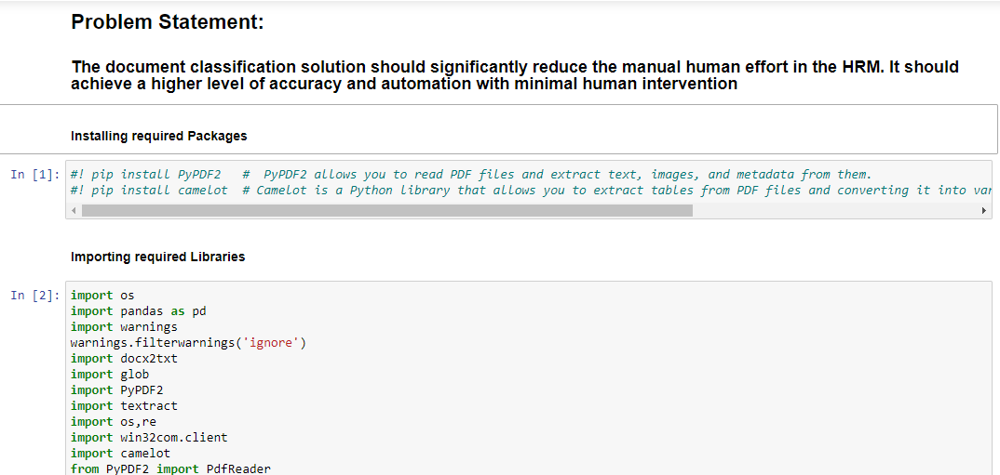 Problem Statement:
The document classification solution should significantly reduce the manual human effort in the HRM. It should
achieve a higher level of accuracy and automation with minimal human intervention
Installing required Packages
In [1]: #! pip install PyPDF2   #  PyPDF2 allows you to read PDF files and extract text, images, and metadata from them.
#! pip install camelot  # Camelot is a Python library that allows you to extract tables from PDF files and converting it into var
Importing required Libraries
In [2]: import os
import pandas as pd
import warnings
warnings.filterwarnings('ignore')
import docx2txt
import glob
import PyPDF2
import textract
import os,re
import win32com.client
import camelot
from PyPDF2 import PdfReader